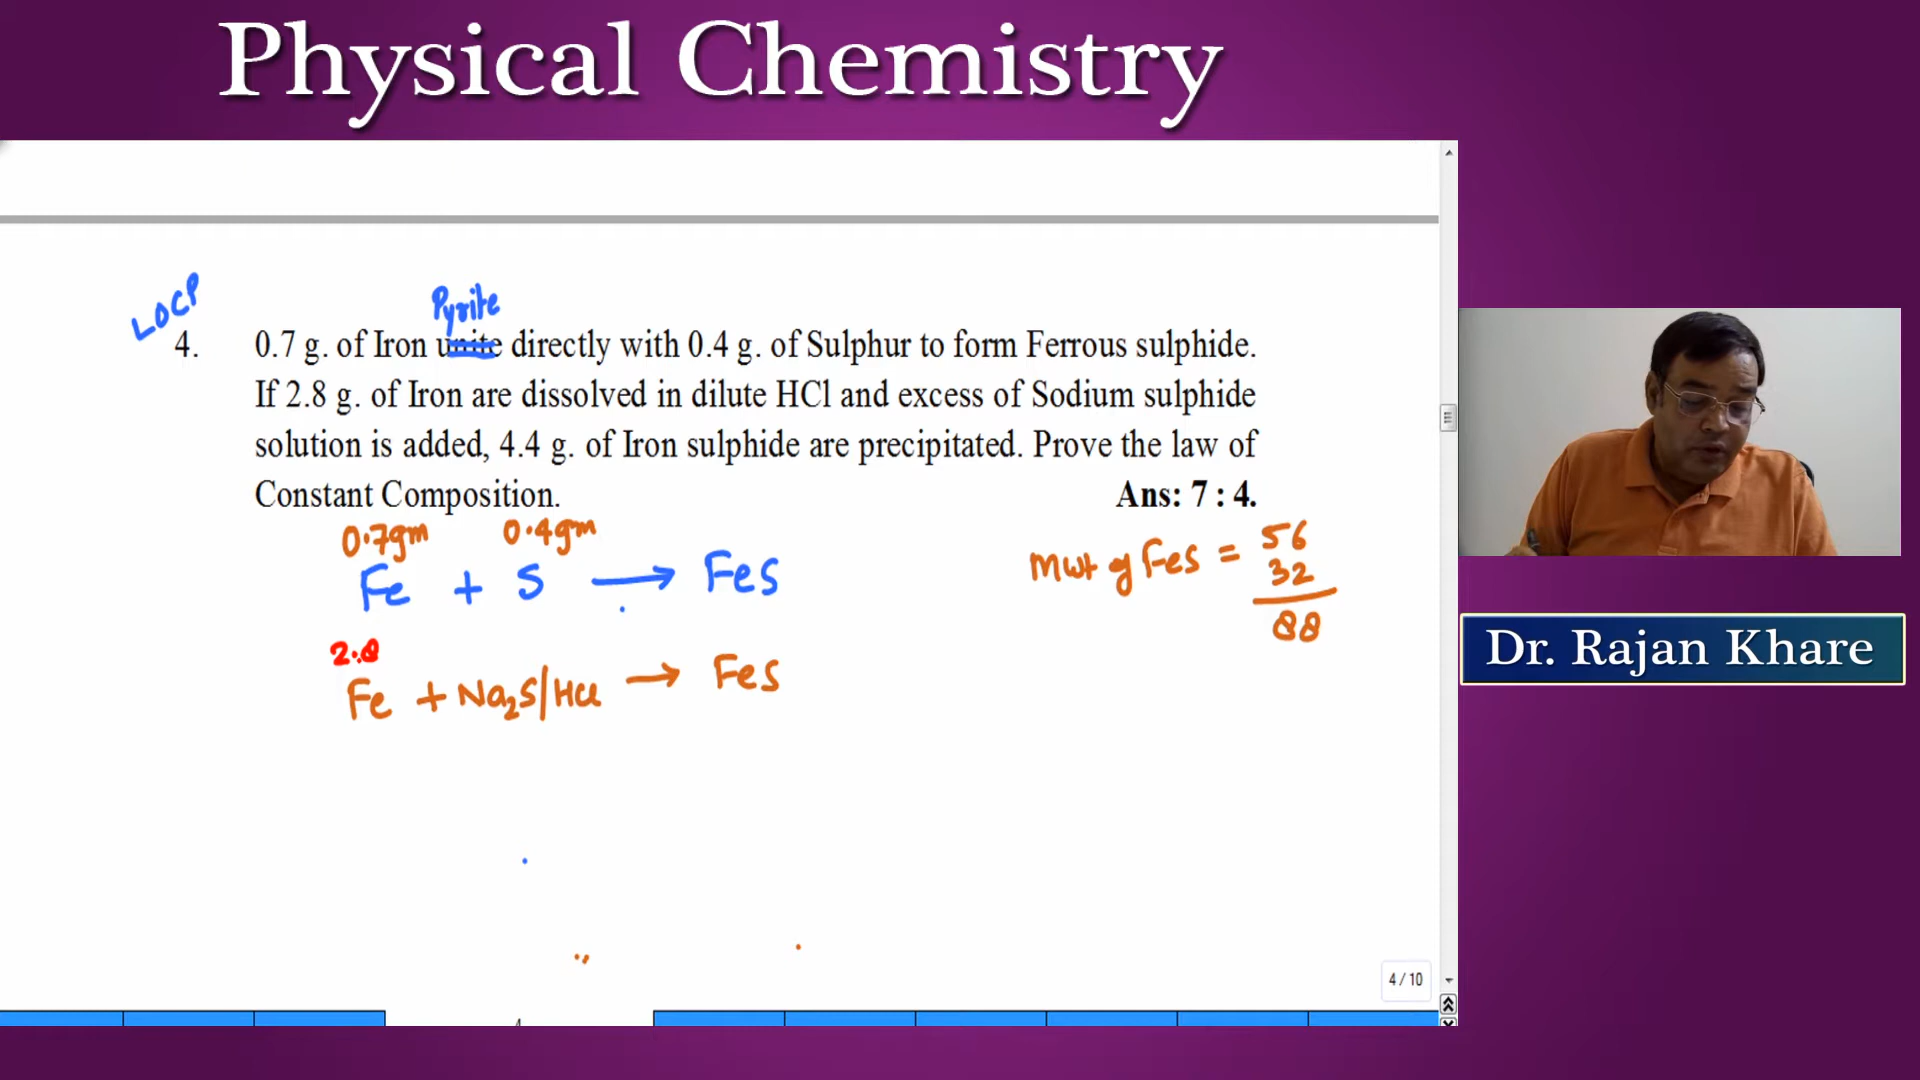 Physical Chemistry
LOCP
Pyrite
4. 0.7 g. of Iron unite directly with 0.4 g. of Sulphur to form Ferrous sulphide.
If 2.8 g. of Iron are dissolved in dilute HCl and excess of Sodium sulphide
solution is added, 4.4 g. of Iron sulphide are precipitated. Prove the law of
Constant Composition. Ans: 7 : 4.
0.7gm 0.4gm
Fe + S → FeS
Mwt of FeS = 56
32
88
2.8
Fe + Na2S/HCl → FeS
Dr. Rajan Khare
4 / 10